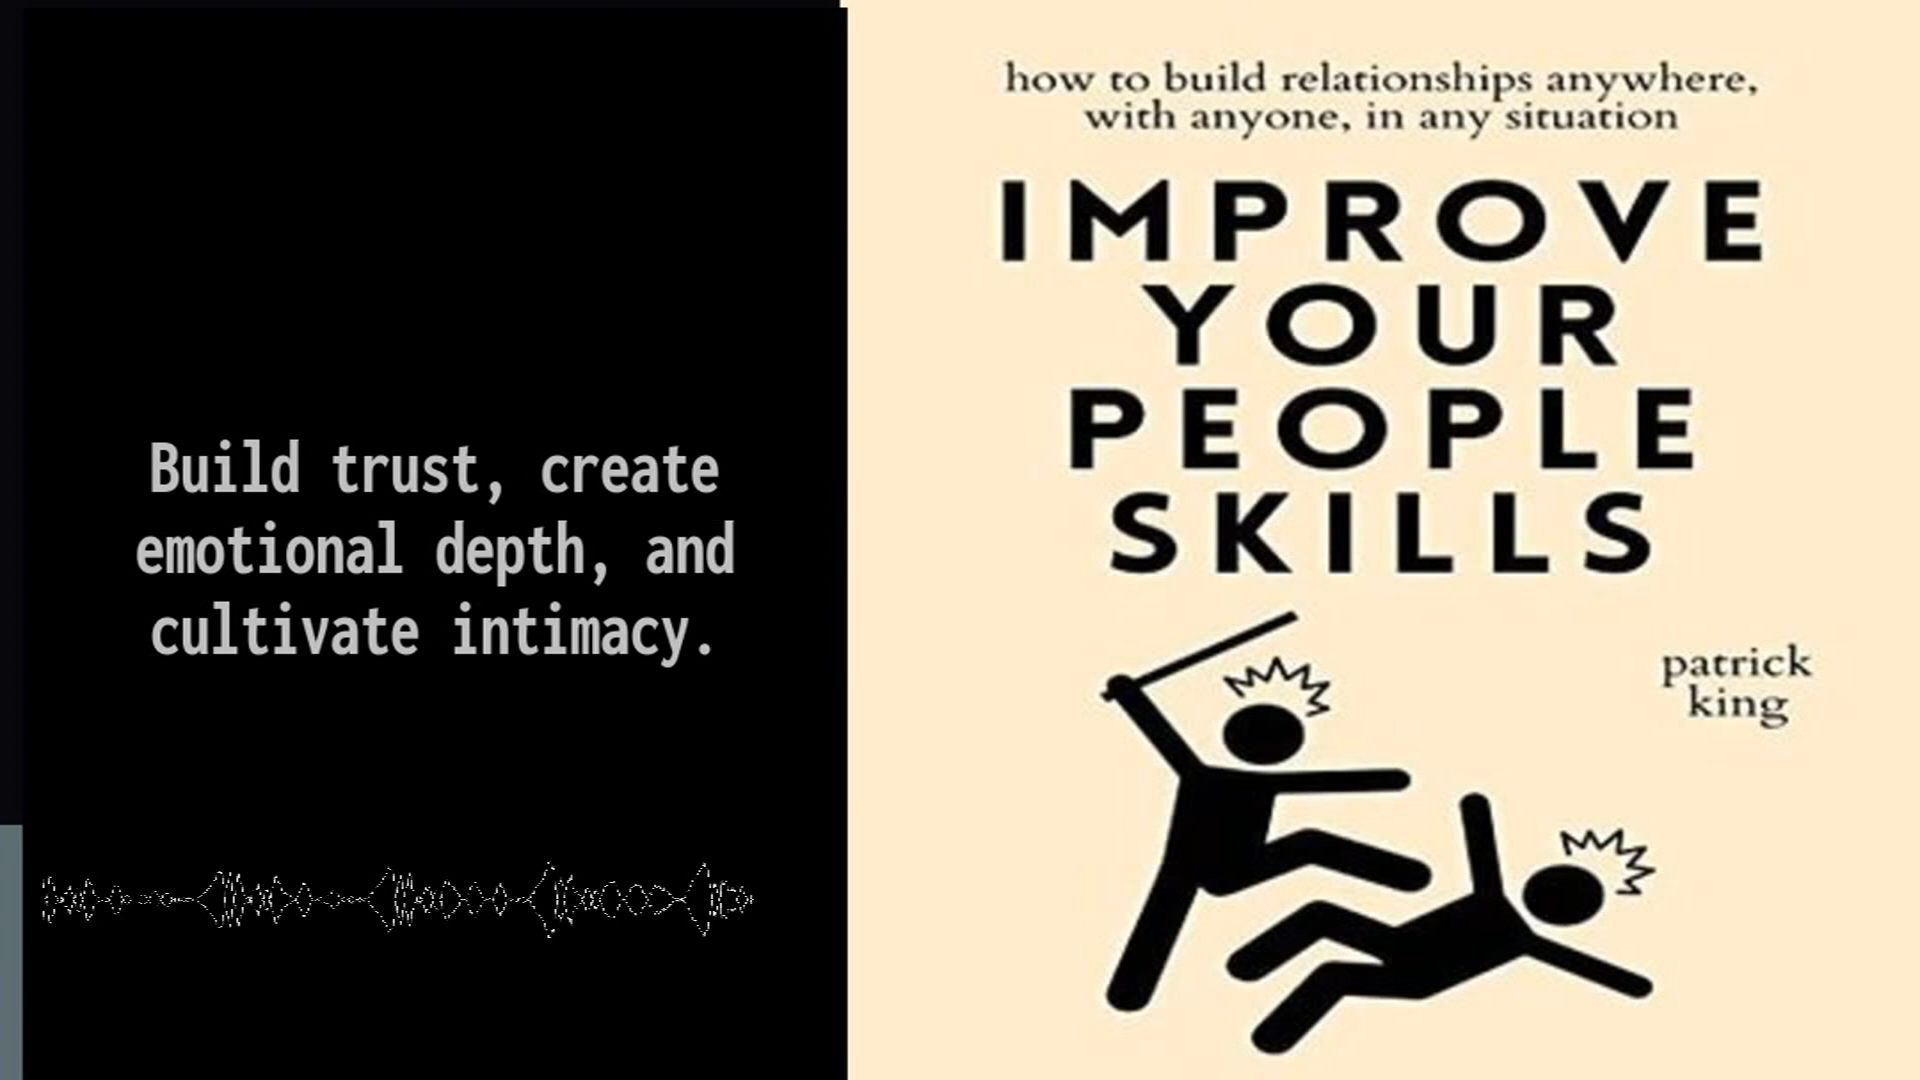 Build trust, create
emotional depth, and
cultivate intimacy.
how to build relationships anywhere,
with anyone, in any situation
IMPROVE
YOUR
PEOPLE
SKILLS
patrick
king